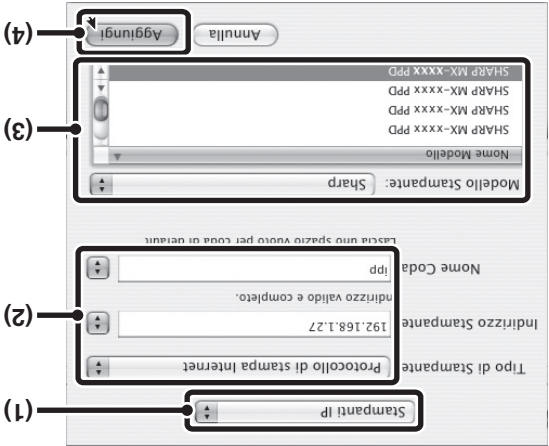 (1)
Stampanti IP
(2)
Tipo di Stampante
Protocollo di stampa Internet
Indirizzo Stampante
192.168.1.27
Indirizzo valido e completo.
Nome Coda
ipp
Lascia uno spazio vuoto per coda di default
(3)
Modello Stampante: Sharp
Nome Modello
SHARP MX-xxxx PPD
SHARP MX-xxxx PPD
SHARP MX-xxxx PPD
SHARP MX-xxxx PPD
(4)
Annulla
Aggiungi